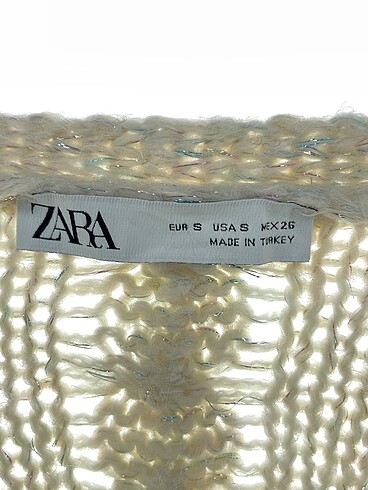 ZARA
EUR S USA S MEX 26
MADE IN TURKEY